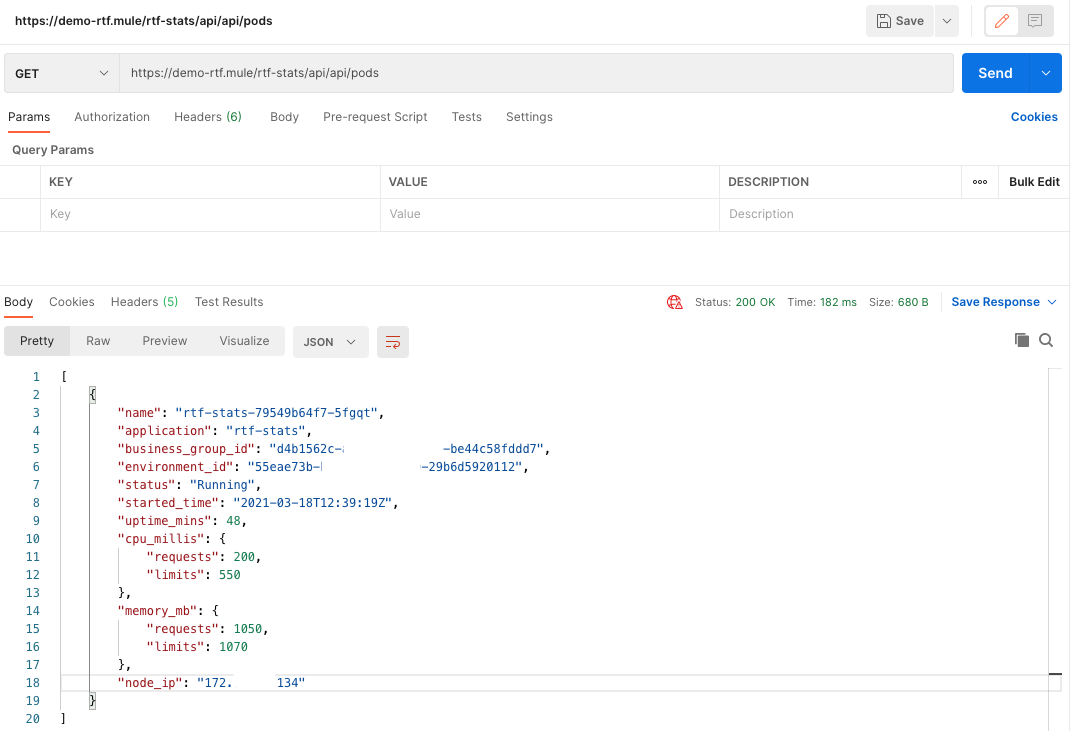 https://demo-rtf.mule/rtf-stats/api/api/pods
Save
GET
https://demo-rtf.mule/rtf-stats/api/api/pods
Send
Params Authorization Headers (6) Body Pre-request Script Tests Settings Cookies
Query Params
KEY VALUE DESCRIPTION ooo Bulk Edit
Key Value Description
Body Cookies Headers (5) Test Results Status: 200 OK Time: 182 ms Size: 680 B Save Response
Pretty Raw Preview Visualize JSON
1 [
2 {
3 "name": "rtf-stats-79549b64f7-5fgqt",
4 "application": "rtf-stats",
5 "business_group_id": "d4b1562c- -be44c58fddd7",
6 "environment_id": "55eae73b- -29b6d5920112",
7 "status": "Running",
8 "started_time": "2021-03-18T12:39:19Z",
9 "uptime_mins": 48,
10 "cpu_millis": {
11 "requests": 200,
12 "limits": 550
13 },
14 "memory_mb": {
15 "requests": 1050,
16 "limits": 1070
17 },
18 "node_ip": "172. 134"
19 }
20 ]